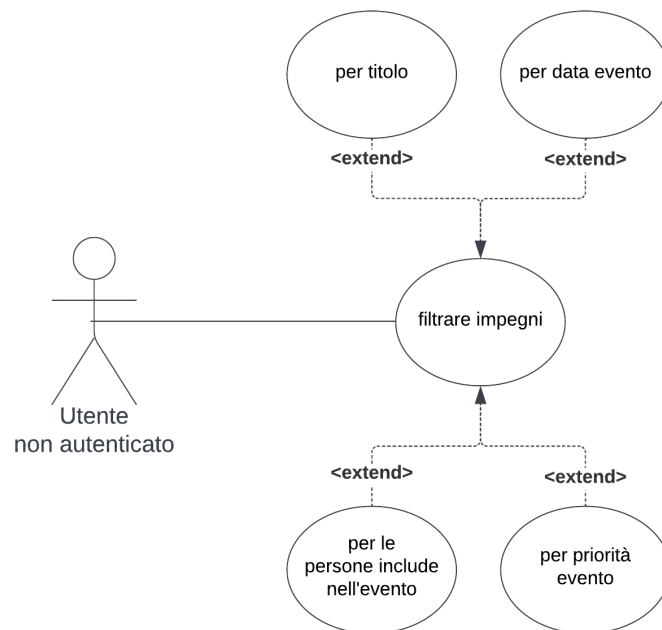 per titolo
per data evento
<extend>
<extend>
filtrare impegni
Utente
non autenticato
<extend>
<extend>
per le
persone include
nell'evento
per priorità
evento